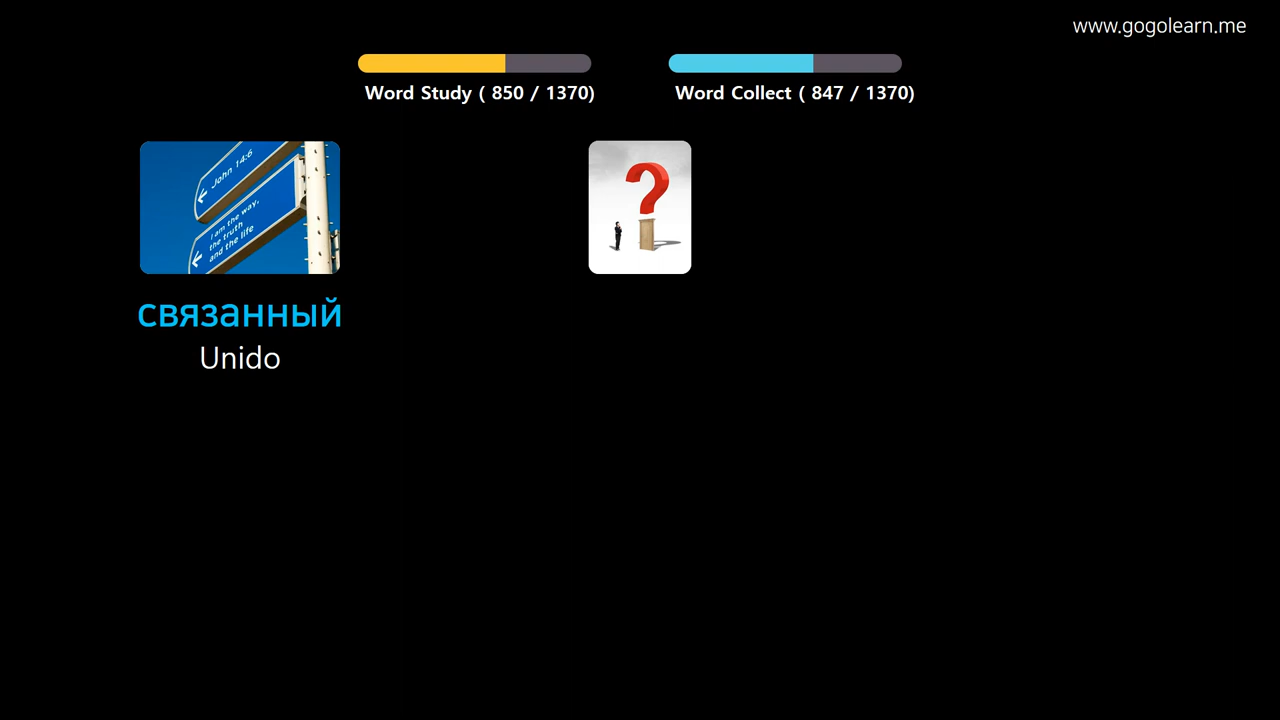 www.gogolearn.me
Word Study ( 850 / 1370)
Word Collect ( 847 / 1370)
John 14:6
I am the way,
the truth
and the life
связанный
Unido